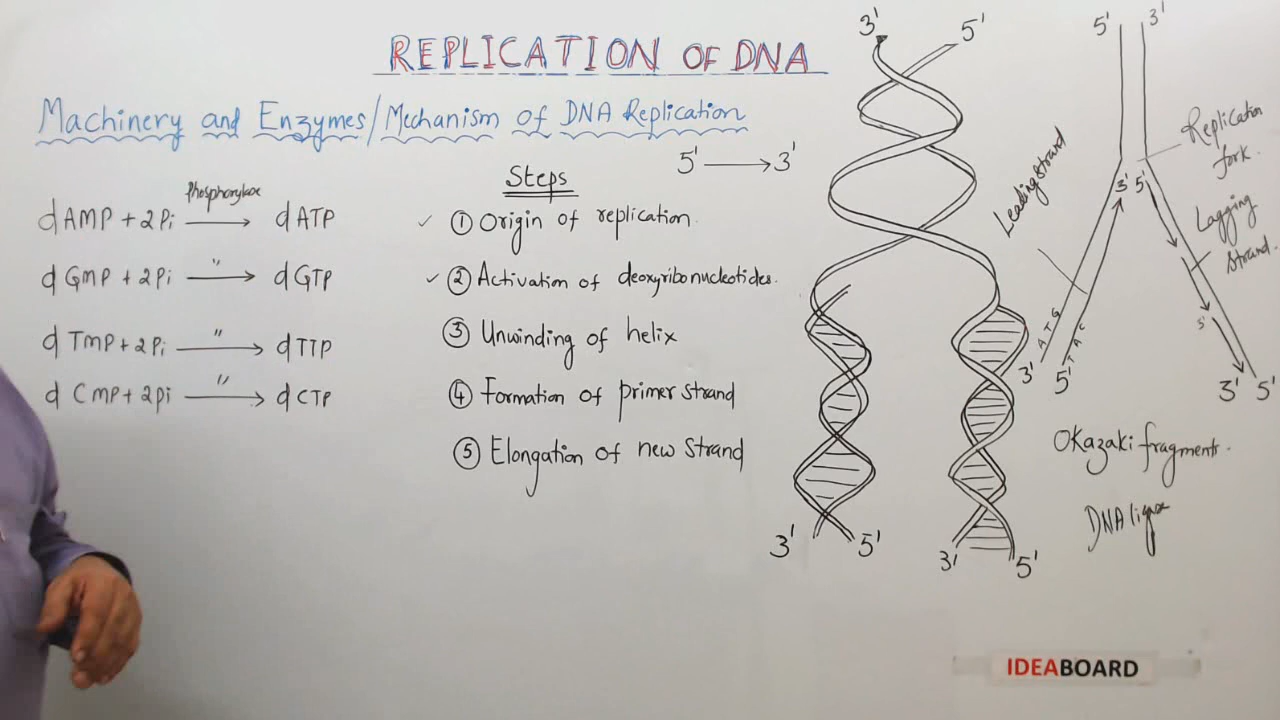 REPLICATION OF DNA
Machinery and Enzymes/Mechanism of DNA Replication
5' → 3'
Phosphorylase
dAMP + 2Pi → dATP
dGMP + 2Pi → " dGTP
dTMP + 2Pi → " dTTP
dCMP + 2Pi → " dCTP
Steps
✓ ① Origin of replication
✓ ② Activation of deoxyribonucleotides.
③ Unwinding of helix
④ Formation of primer strand
⑤ Elongation of new strand
3' 5'
3' 5'
3' 5'
5' 3'
Replication fork.
3' 5'
Leading strand
Lagging strand.
ATG
TAC
5'
3' 5'
3' 5'
Okazaki fragments.
DNA ligase
IDEABOARD